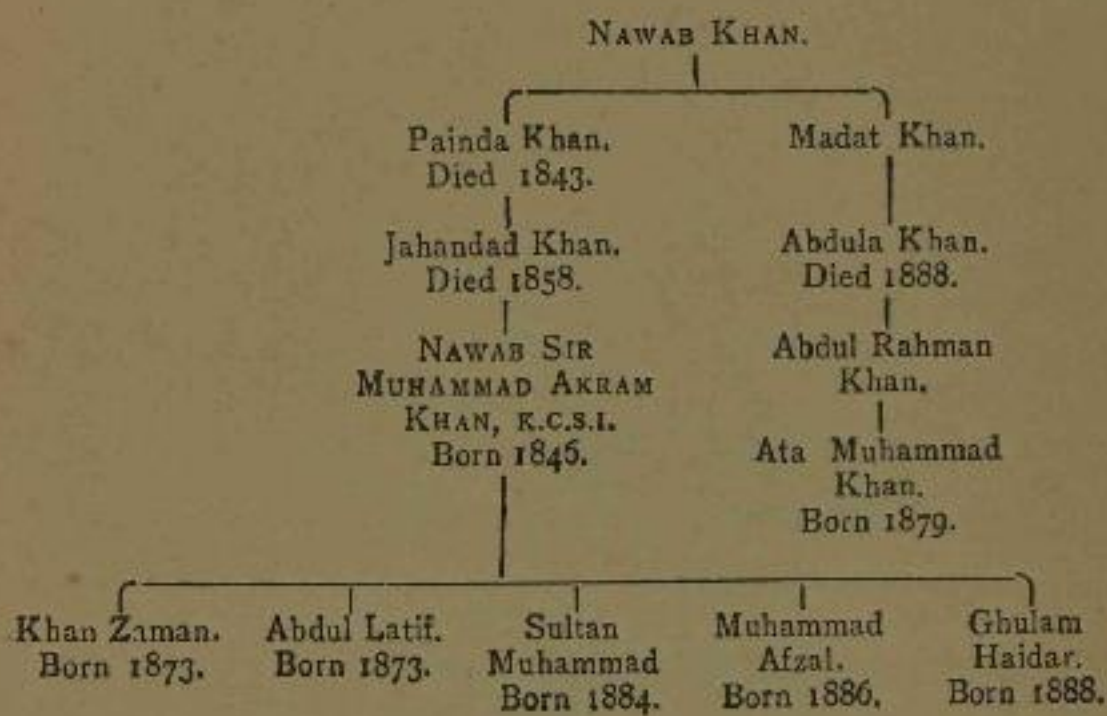 NAWAB KHAN.
Painda Khan.
Died 1843.
Madat Khan.
Jahandad Khan.
Died 1858.
Abdula Khan.
Died 1888.
NAWAB SIR
MUHAMMAD AKRAM
KHAN, K.C.S.I.
Born 1846.
Abdul Rahman
Khan.
Ata Muhammad
Khan.
Born 1879.
Khan Zaman.
Born 1873.
Abdul Latif.
Born 1873.
Sultan
Muhammad
Born 1884.
Muhammad
Afzal.
Born 1886.
Ghulam
Haidar.
Born 1888.